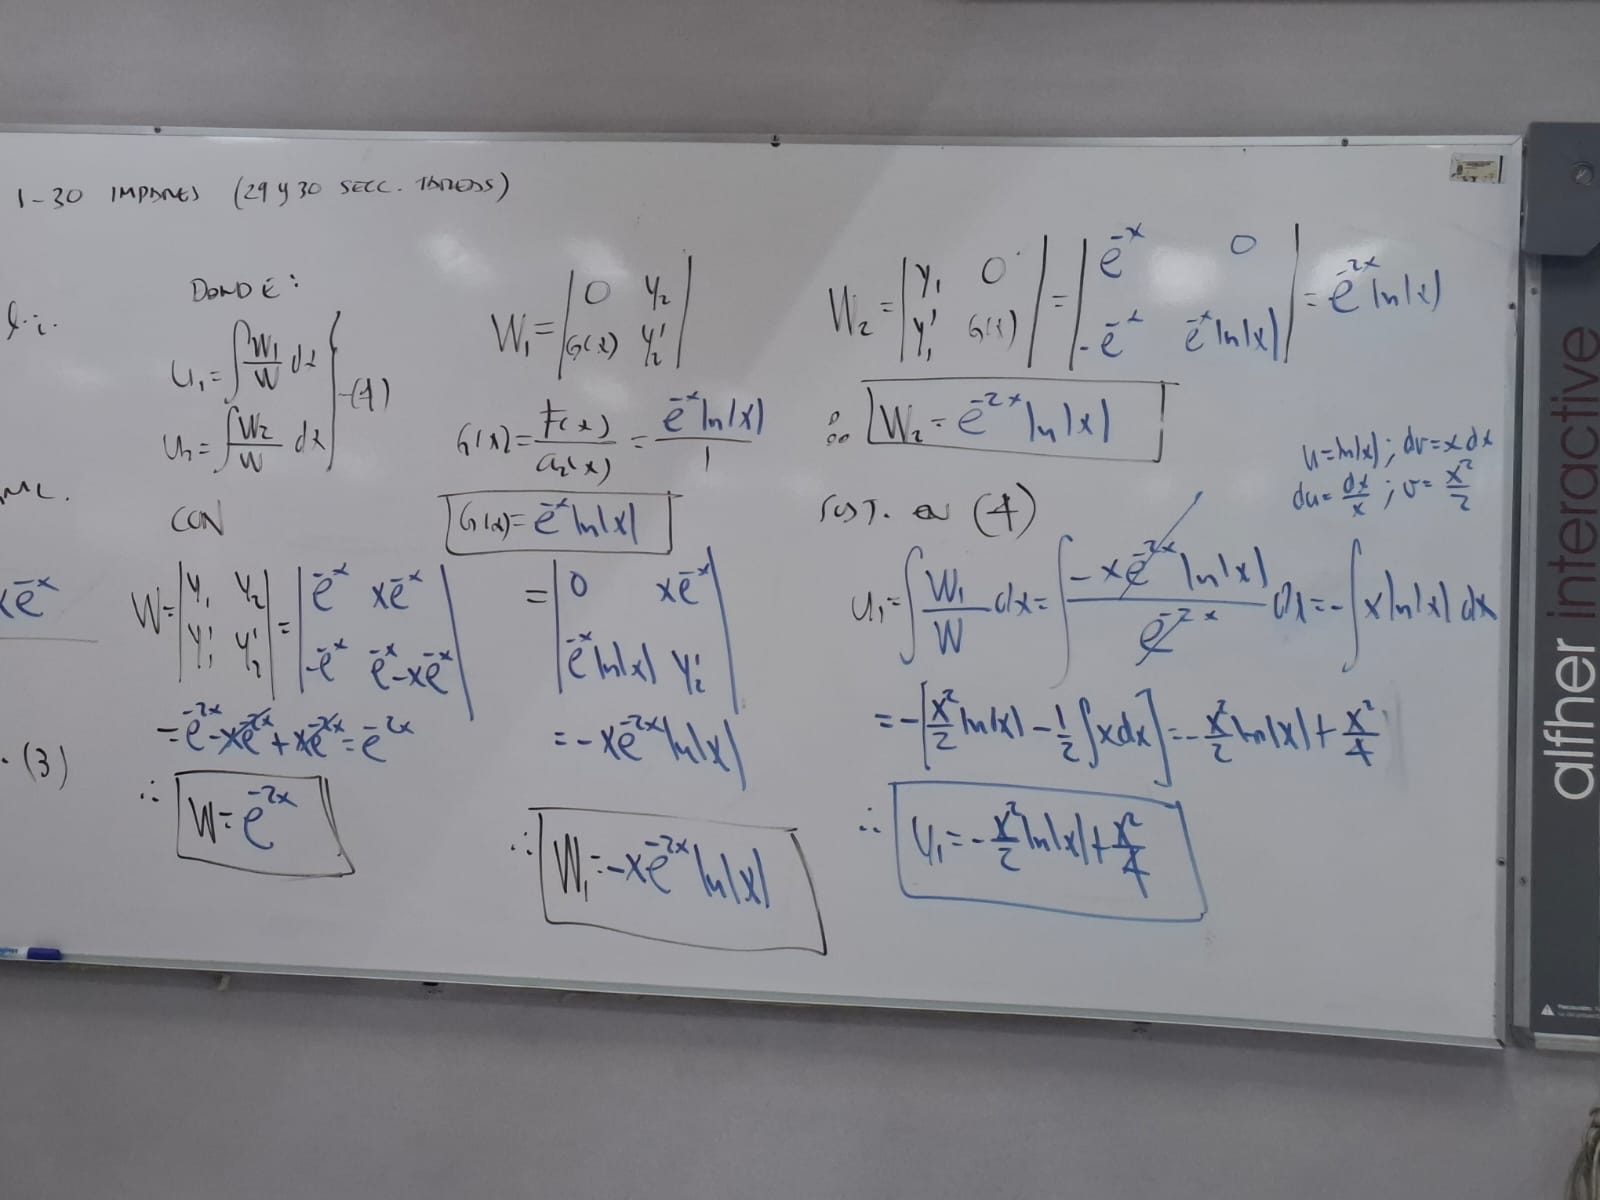 1-30 IMPARES (29 y 30 SECC. TAREAS)
l.i.
xe^{-x}
. (3)
DONDE:
u₁ = ∫ W₁/W dx
u₂ = ∫ W₂/W dx } -(4)
CON
W = |y₁ y₂; y₁' y₂'| = |e^{-x} xe^{-x}; -e^{-x} e^{-x}-xe^{-x}|
= e^{-2x} - xe^{-2x} + xe^{-2x} = e^{-2x}
∴ W = e^{-2x}
W₁ = |0 y₂; G(x) y₂'|
G(x) = F(x)/a₂(x) = e^{-x} ln|x| / 1
G(x) = e^{-x} ln|x|
= |0 xe^{-x}; e^{-x} ln|x| y₂'|
= -xe^{-2x} ln|x|
∴ W₁ = -xe^{-2x} ln|x|
W₂ = |y₁ 0; y₁' G(x)| = |e^{-x} 0; -e^{-x} e^{-x} ln|x|| = e^{-2x} ln|x|
∴ W₂ = e^{-2x} ln|x|
u = ln|x| ; dv = x dx
du = dx/x ; v = x²/2
SUST. EN (4)
u₁ = ∫ W₁/W dx = ∫ -xe^{-2x} ln|x| / e^{-2x} dx = -∫ x ln|x| dx
= -[x²/2 ln|x| - 1/2 ∫ x dx] = -x²/2 ln|x| + x²/4
∴ u₁ = -x²/2 ln|x| + x²/4
alfher interactive